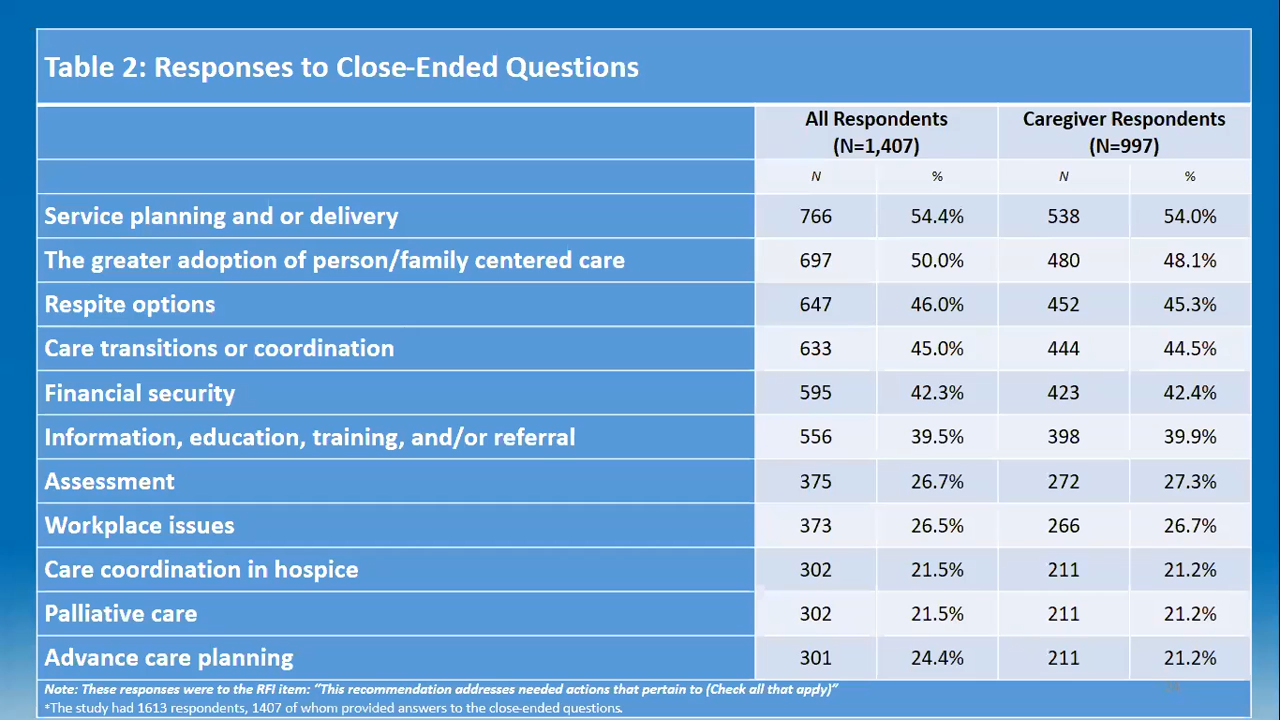 Table 2: Responses to Close-Ended Questions
All Respondents (N=1,407) Caregiver Respondents (N=997)
N % N %
Service planning and or delivery 766 54.4% 538 54.0%
The greater adoption of person/family centered care 697 50.0% 480 48.1%
Respite options 647 46.0% 452 45.3%
Care transitions or coordination 633 45.0% 444 44.5%
Financial security 595 42.3% 423 42.4%
Information, education, training, and/or referral 556 39.5% 398 39.9%
Assessment 375 26.7% 272 27.3%
Workplace issues 373 26.5% 266 26.7%
Care coordination in hospice 302 21.5% 211 21.2%
Palliative care 302 21.5% 211 21.2%
Advance care planning 301 24.4% 211 21.2%
Note: These responses were to the RFI item: “This recommendation addresses needed actions that pertain to (Check all that apply)”
*The study had 1613 respondents, 1407 of whom provided answers to the close-ended questions.